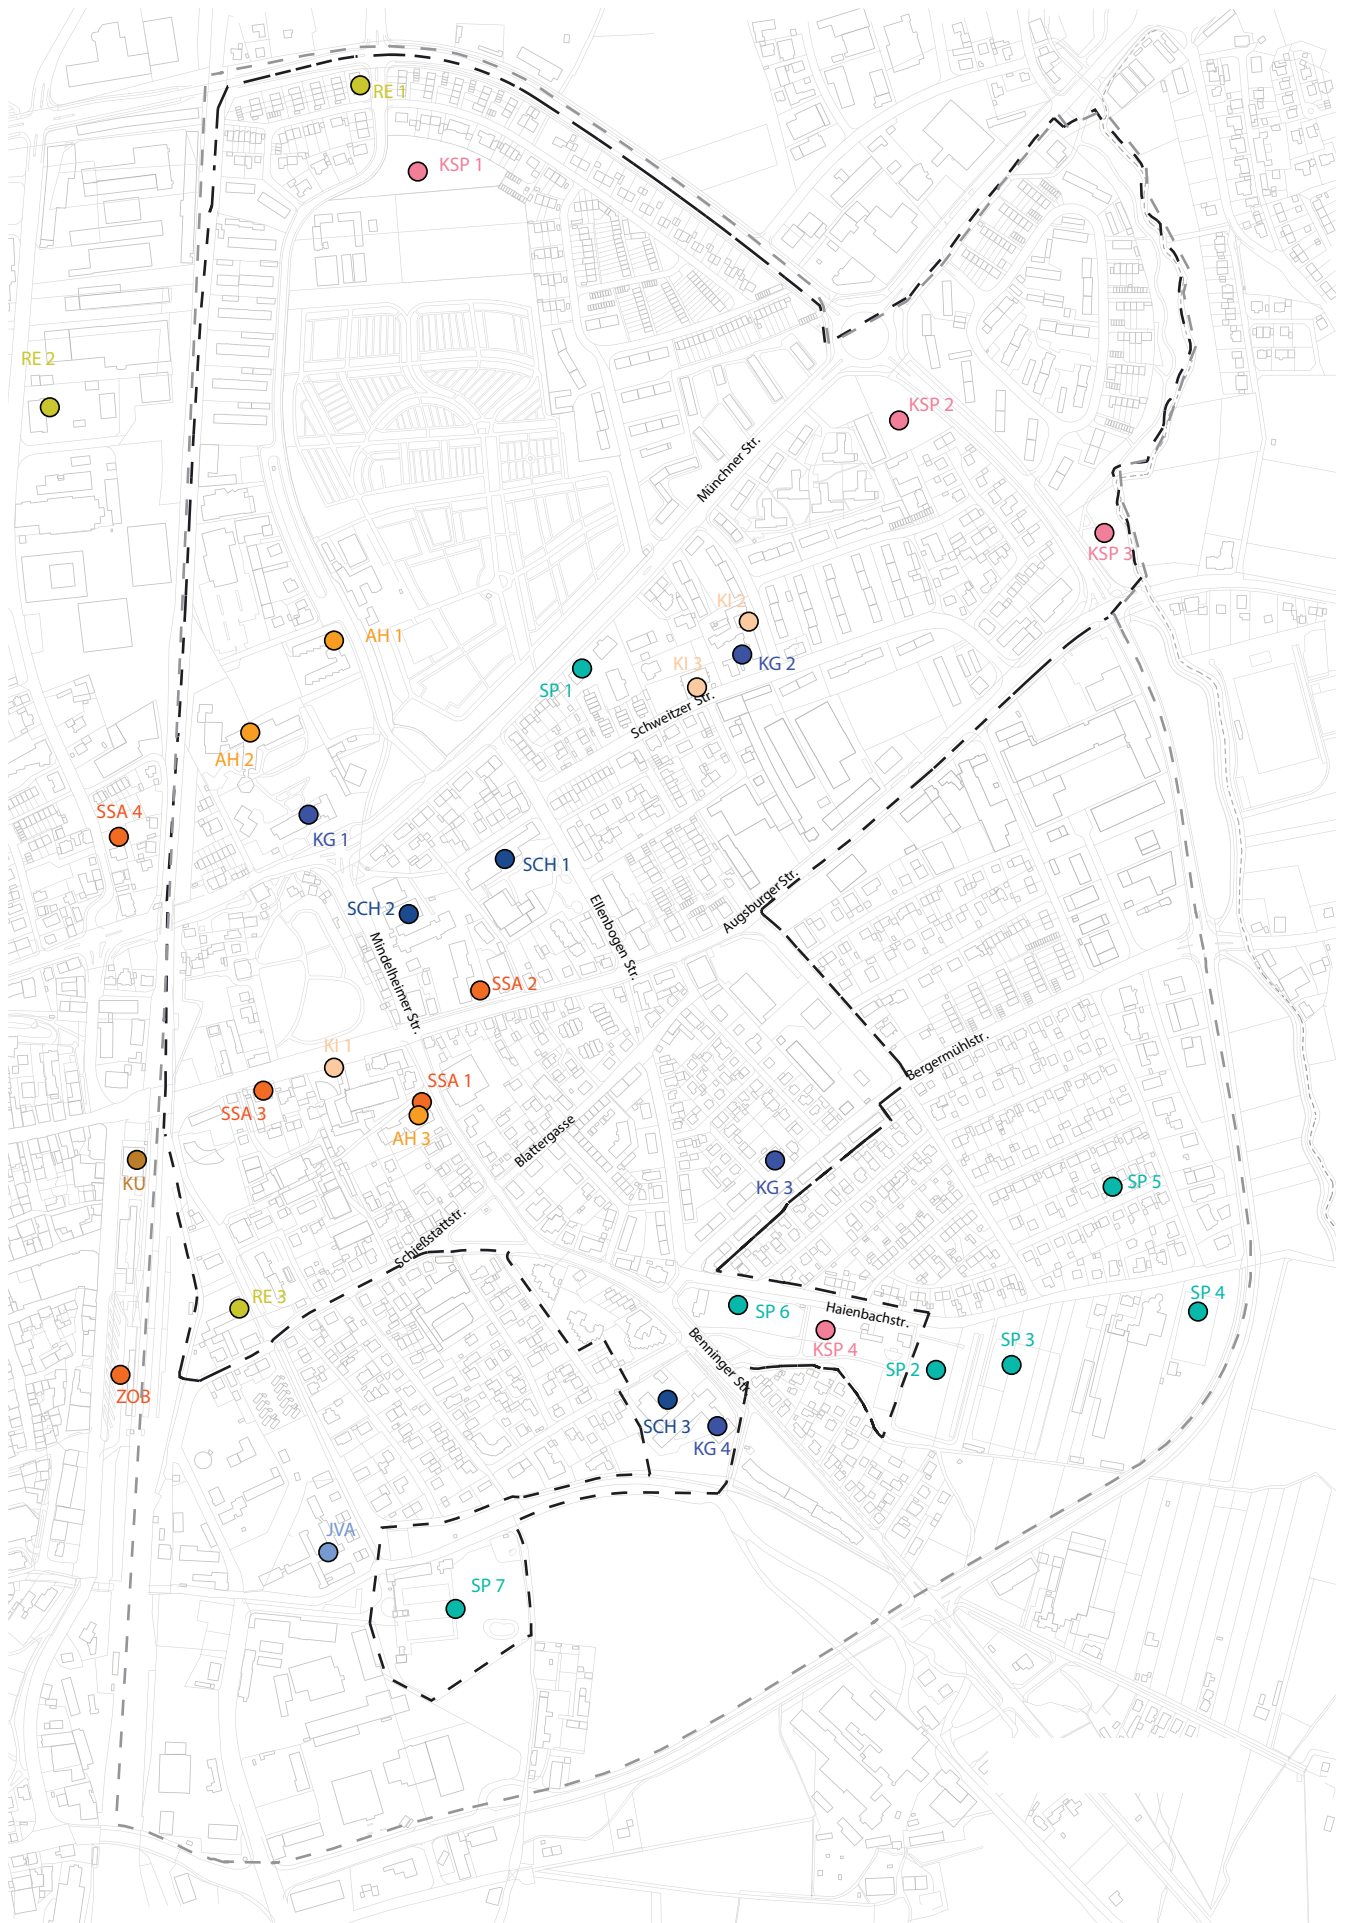 RE 1
KSP 1
RE 2
KSP 2
Münchner Str.
KSP 3
KI 2
AH 1
KI 3
KG 2
SP 1
Schweitzer Str.
AH 2
SSA 4
KG 1
SCH 1
Augsburger Str.
SCH 2
Ellenbogen Str.
Mindelheimer Str.
SSA 2
KI 1
Bergermühlstr.
SSA 1
SSA 3
AH 3
Blattergasse
KU
KG 3
SP 5
Schießstattstr.
RE 3
SP 4
SP 6
Haienbachstr.
KSP 4
SP 3
Benninger Str.
SP 2
ZOB
SCH 3
KG 4
JVA
SP 7